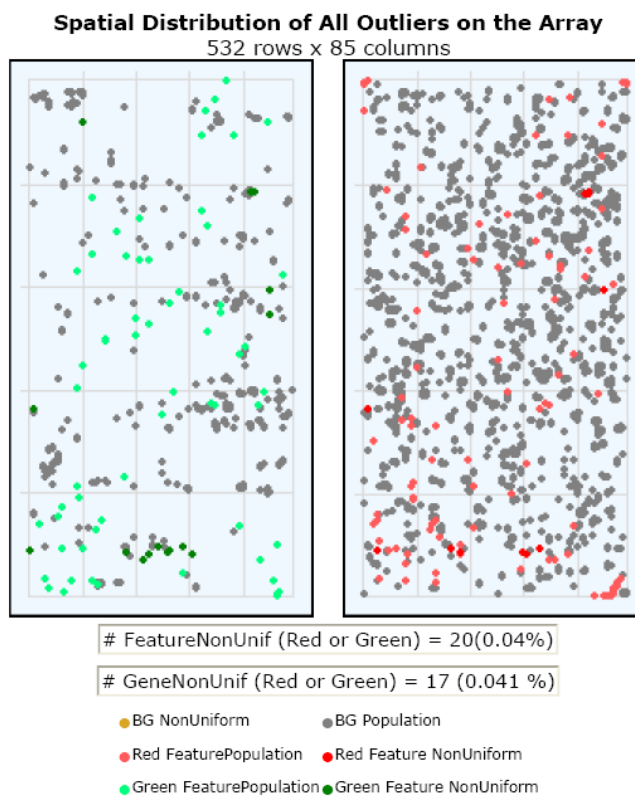 Spatial Distribution of All Outliers on the Array
532 rows x 85 columns
# FeatureNonUnif (Red or Green) = 20(0.04%)
# GeneNonUnif (Red or Green) = 17 (0.041 %)
BG NonUniform BG Population
Red FeaturePopulation Red Feature NonUniform
Green FeaturePopulation Green Feature NonUniform